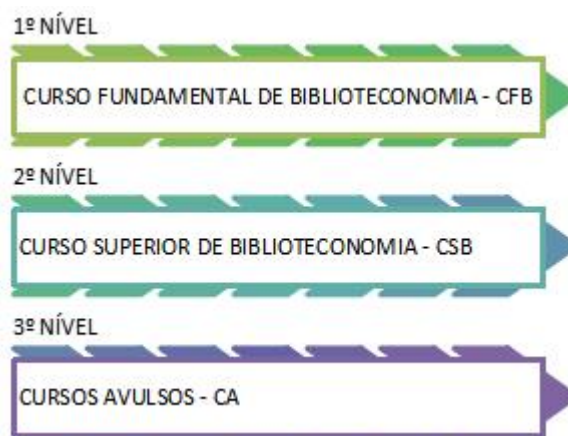 1º NÍVEL
CURSO FUNDAMENTAL DE BIBLIOTECONOMIA - CFB
2º NÍVEL
CURSO SUPERIOR DE BIBLIOTECONOMIA - CSB
3º NÍVEL
CURSOS AVULSOS - CA